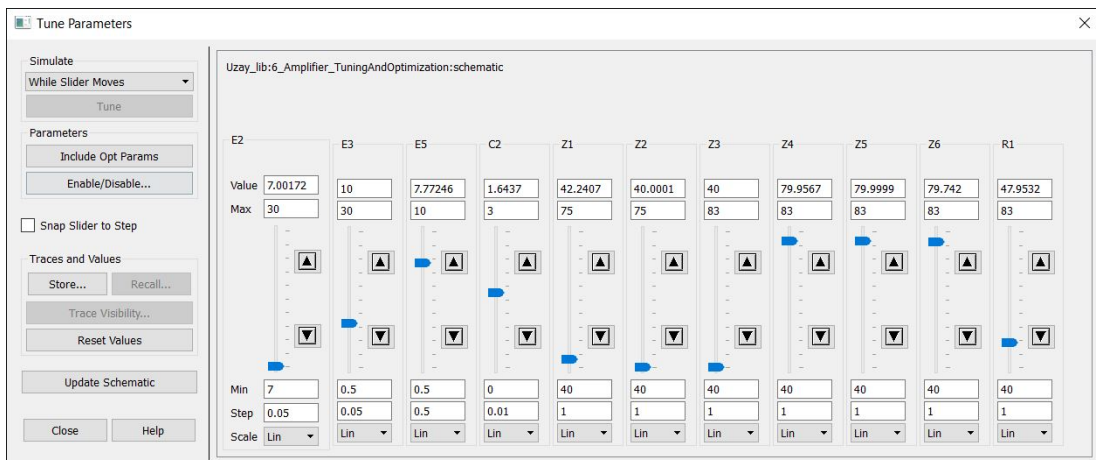 Tune Parameters
Simulate
While Slider Moves
Tune
Parameters
Include Opt Params
Enable/Disable...
Snap Slider to Step
Traces and Values
Store... Recall...
Trace Visibility...
Reset Values
Update Schematic
Close Help
Uzay_lib:6_Amplifier_TuningAndOptimization:schematic
E2 E3 E5 C2 Z1 Z2 Z3 Z4 Z5 Z6 R1
Value 7.00172 10 7.77246 1.6437 42.2407 40.0001 40 79.9567 79.9999 79.742 47.9532
Max 30 30 10 3 75 75 83 83 83 83 83
Min 7 0.5 0.5 0 40 40 40 40 40 40 40
Step 0.05 0.05 0.5 0.01 1 1 1 1 1 1 1
Scale Lin Lin Lin Lin Lin Lin Lin Lin Lin Lin Lin